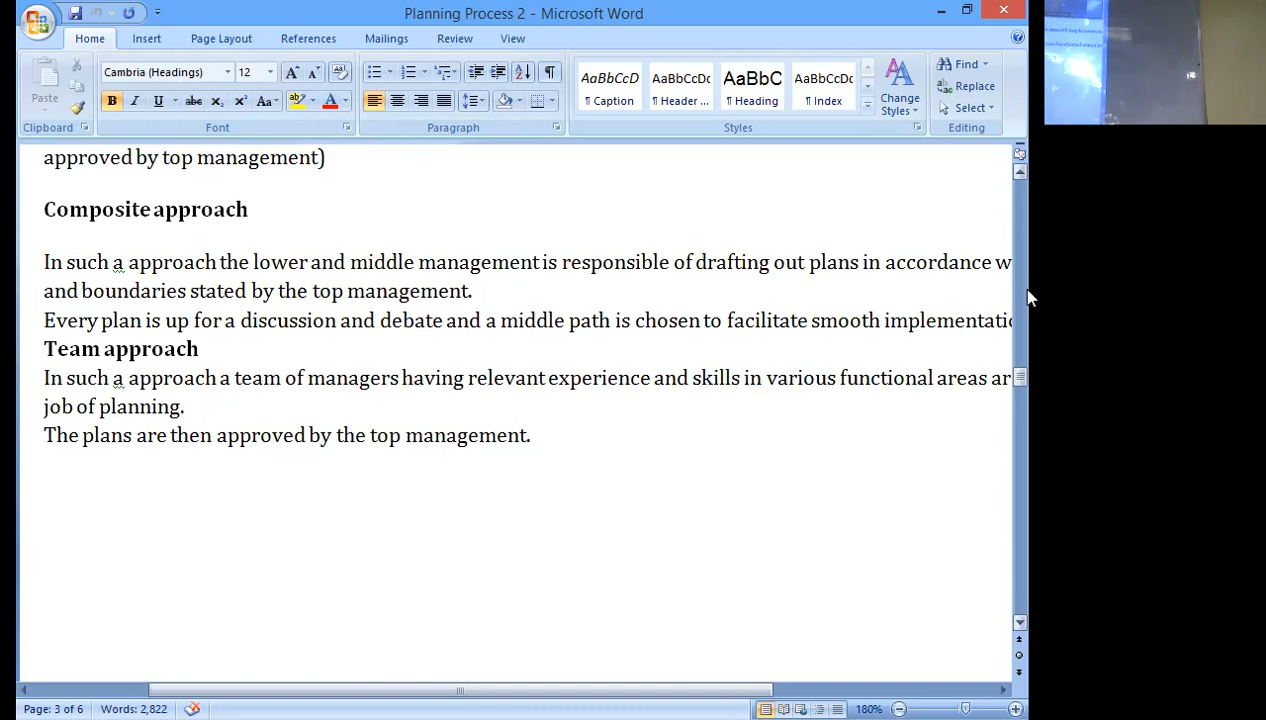 Planning Process 2 - Microsoft Word
Home Insert Page Layout References Mailings Review View
Paste
Cambria (Headings) 12
AaBbCcD AaBbCcDc AaBbC AaBbCcDc
¶ Caption ¶ Header ... ¶ Heading ¶ Index
Change Styles
Find
Replace
Select
Clipboard Font Paragraph Styles Editing
approved by top management)
Composite approach
In such a approach the lower and middle management is responsible of drafting out plans in accordance w
and boundaries stated by the top management.
Every plan is up for a discussion and debate and a middle path is chosen to facilitate smooth implementatio
Team approach
In such a approach a team of managers having relevant experience and skills in various functional areas ar
job of planning.
The plans are then approved by the top management.
Page: 3 of 6 Words: 2,822 180%